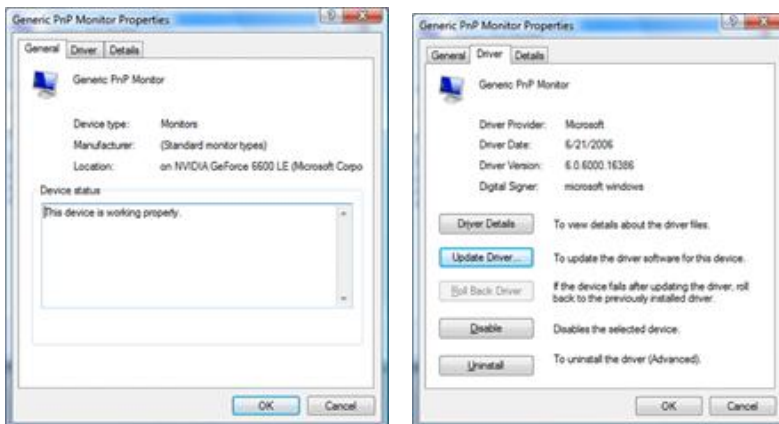 Generic PnP Monitor Properties
General Driver Details
Generic PnP Monitor
Device type: Monitors
Manufacturer: (Standard monitor types)
Location: on NVIDIA GeForce 6600 LE (Microsoft Corpo
Device status
This device is working properly.
OK Cancel
Generic PnP Monitor Properties
General Driver Details
Generic PnP Monitor
Driver Provider: Microsoft
Driver Date: 6/21/2006
Driver Version: 6.0.6000.16386
Digital Signer: microsoft windows
Driver Details To view details about the driver files.
Update Driver... To update the driver software for this device.
Roll Back Driver If the device fails after updating the driver, roll
back to the previously installed driver.
Disable Disables the selected device.
Uninstall To uninstall the driver (Advanced).
OK Cancel